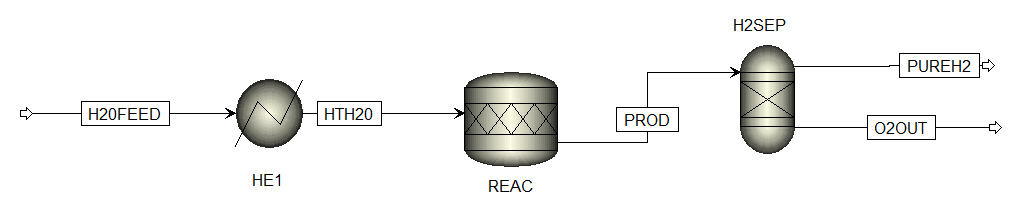 H2SEP
PUREH2
H20FEED
HTH20
PROD
O2OUT
HE1
REAC